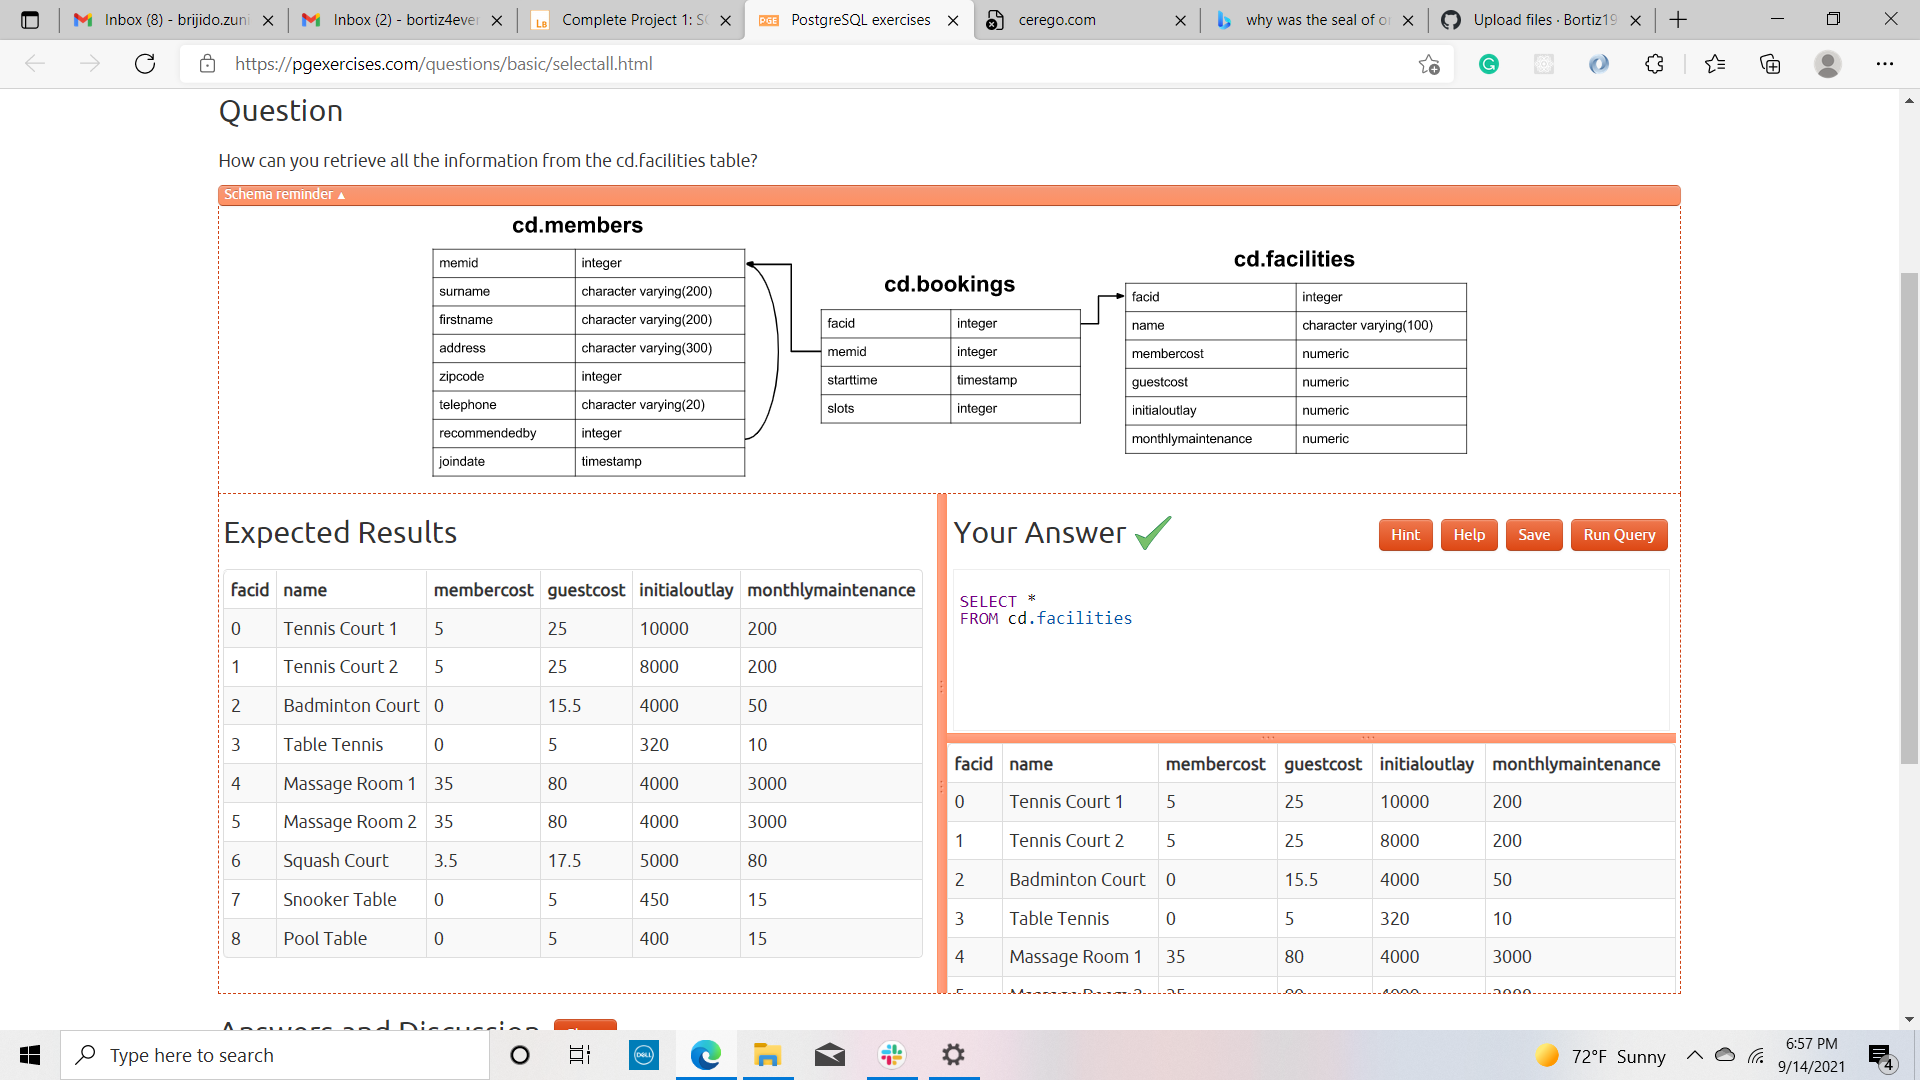 Inbox (8) - brijido.zuni
Inbox (2) - bortiz4ever
Complete Project 1: SC
PostgreSQL exercises
cerego.com
why was the seal of or
Upload files · Bortiz19
https://pgexercises.com/questions/basic/selectall.html
Question
How can you retrieve all the information from the cd.facilities table?
Schema reminder ▲
cd.members
memid integer
surname character varying(200)
firstname character varying(200)
address character varying(300)
zipcode integer
telephone character varying(20)
recommendedby integer
joindate timestamp
cd.bookings
facid integer
memid integer
starttime timestamp
slots integer
cd.facilities
facid integer
name character varying(100)
membercost numeric
guestcost numeric
initialoutlay numeric
monthlymaintenance numeric
Expected Results
facid name membercost guestcost initialoutlay monthlymaintenance
0 Tennis Court 1 5 25 10000 200
1 Tennis Court 2 5 25 8000 200
2 Badminton Court 0 15.5 4000 50
3 Table Tennis 0 5 320 10
4 Massage Room 1 35 80 4000 3000
5 Massage Room 2 35 80 4000 3000
6 Squash Court 3.5 17.5 5000 80
7 Snooker Table 0 5 450 15
8 Pool Table 0 5 400 15
Your Answer
Hint Help Save Run Query
SELECT *
FROM cd.facilities
facid name membercost guestcost initialoutlay monthlymaintenance
0 Tennis Court 1 5 25 10000 200
1 Tennis Court 2 5 25 8000 200
2 Badminton Court 0 15.5 4000 50
3 Table Tennis 0 5 320 10
4 Massage Room 1 35 80 4000 3000
Answers and Discussion
Type here to search
DELL
72°F Sunny
6:57 PM
9/14/2021
4